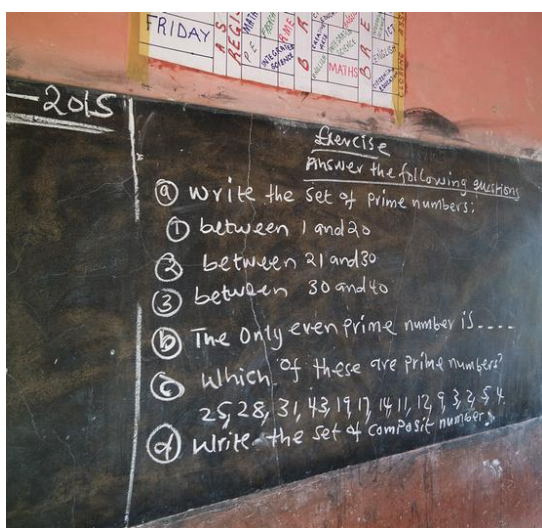 FRIDAY
MATHS
2015
Exercise
Answer the following questions
ⓐ Write the set of prime numbers:
① between 1 and 20
② between 21 and 30
③ between 30 and 40
ⓑ The only even prime number is----
ⓒ Which of these are prime numbers?
25, 28, 31, 43, 19, 17, 14, 11, 12, 9, 3, 2, 5, 4.
ⓓ Write the set of composit number.